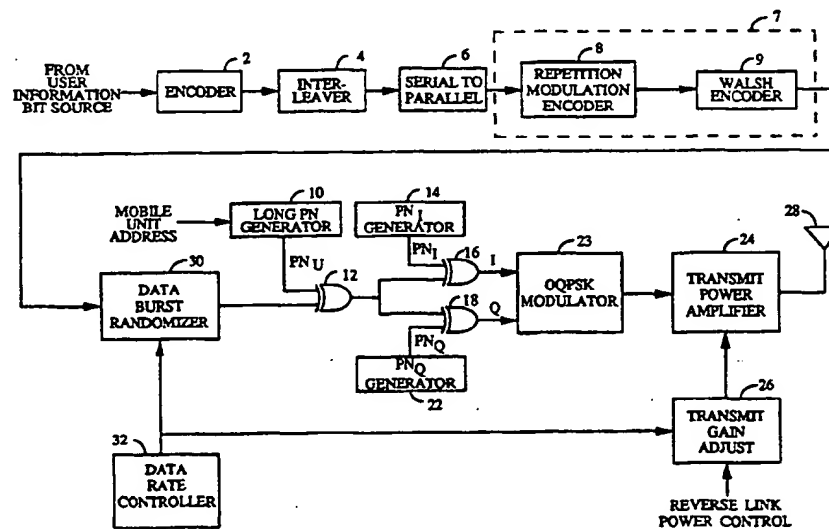 7
2
4
6
8
9
FROM
USER
INFORMATION
BIT SOURCE
ENCODER
INTER-
LEAVER
SERIAL TO
PARALLEL
REPETITION
MODULATION
ENCODER
WALSH
ENCODER
10
14
MOBILE
UNIT
ADDRESS
LONG PN
GENERATOR
PN I
GENERATOR
28
30
PN U
12
PN I
16
I
23
24
DATA
BURST
RANDOMIZER
18
Q
OQPSK
MODULATOR
TRANSMIT
POWER
AMPLIFIER
PN Q
PN Q
GENERATOR
22
26
32
DATA
RATE
CONTROLLER
TRANSMIT
GAIN
ADJUST
REVERSE LINK
POWER CONTROL